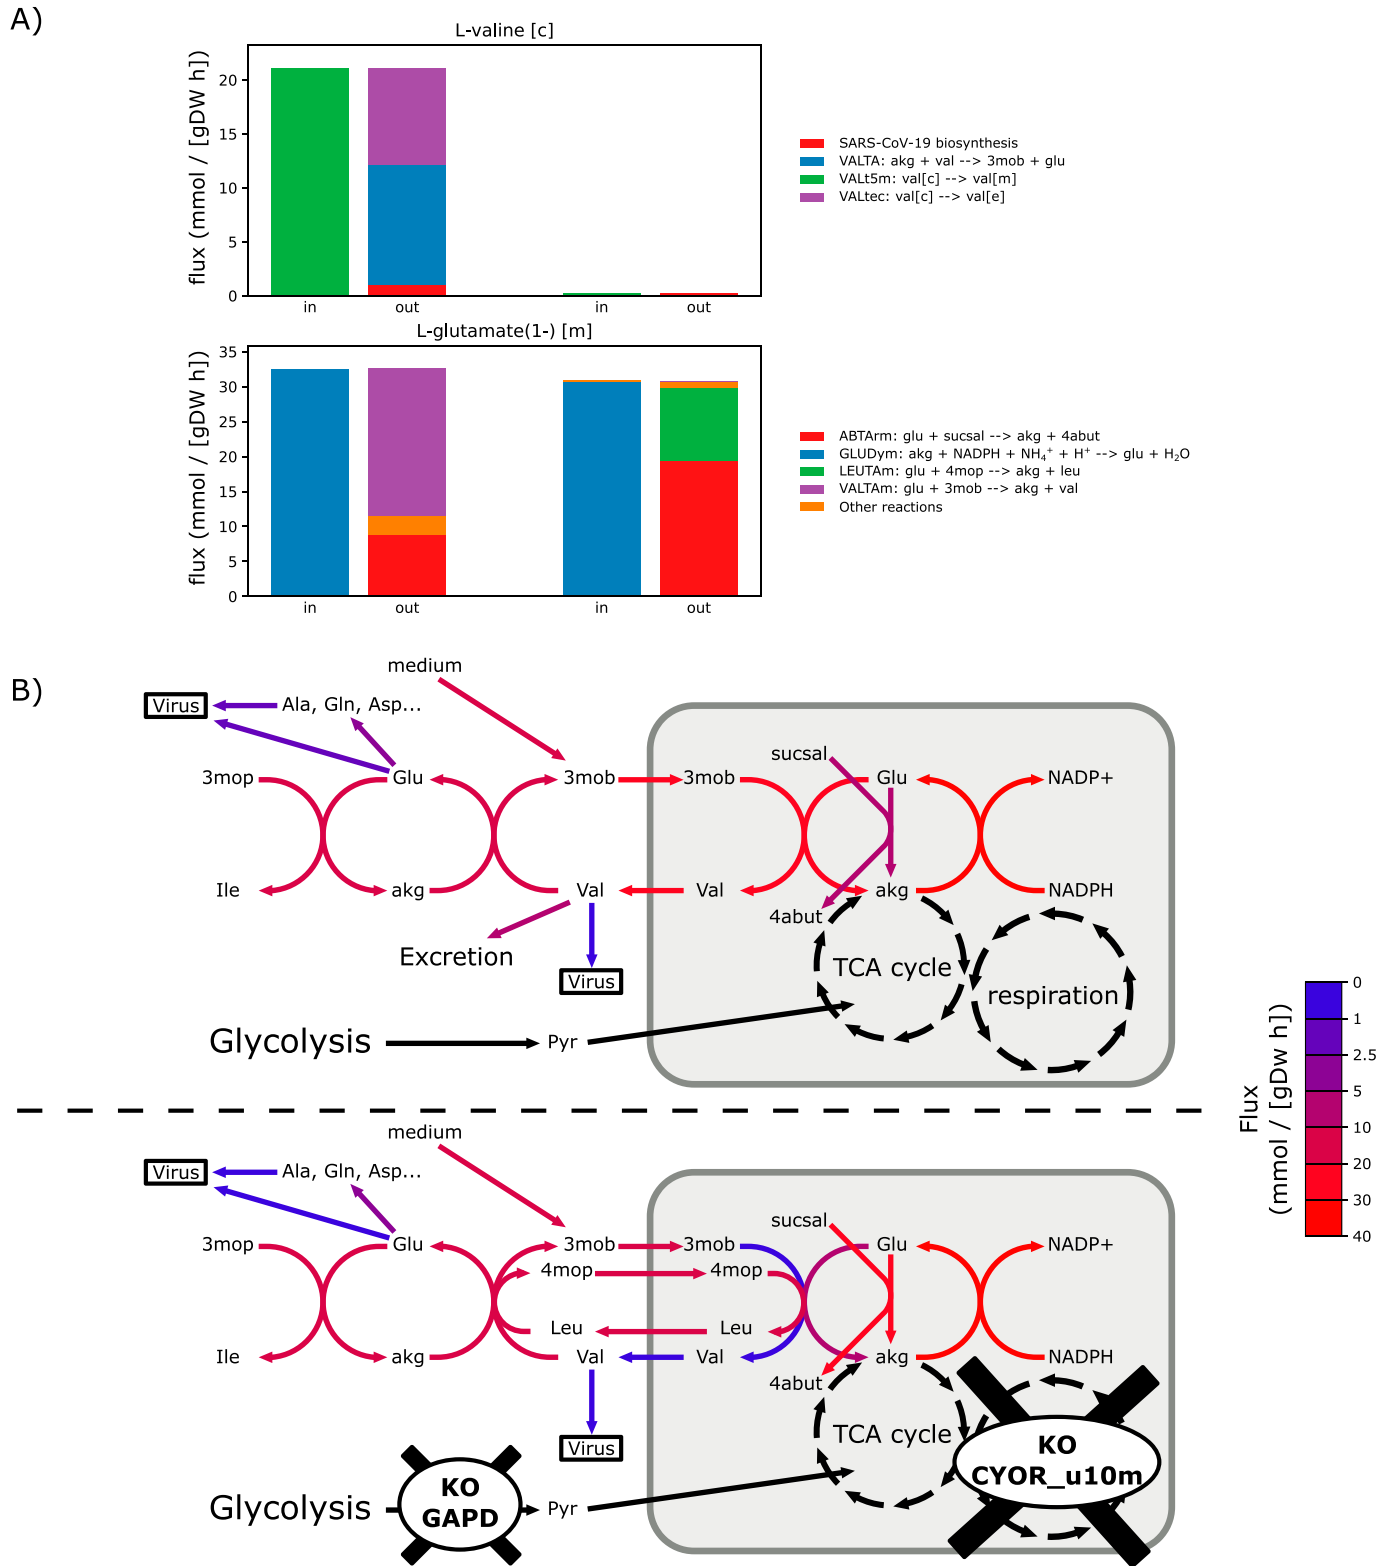 A)
L-valine [c]
flux (mmol / [gDW h])
20
15
10
5
0
in
out
in
out
SARS-CoV-19 biosynthesis
VALTA: akg + val --> 3mob + glu
VALt5m: val[c] --> val[m]
VALtec: val[c] --> val[e]
L-glutamate(1-) [m]
flux (mmol / [gDW h])
35
30
25
20
15
10
5
0
in
out
in
out
ABTArm: glu + sucsal --> akg + 4abut
GLUDym: akg + NADPH + NH₄⁺ + H⁺ --> glu + H₂O
LEUTAm: glu + 4mop --> akg + leu
VALTAm: glu + 3mob --> akg + val
Other reactions
B)
medium
Virus
Ala, Gln, Asp...
3mop
Glu
3mob
3mob
sucsal
Glu
NADP+
Ile
akg
Val
Val
akg
NADPH
4abut
Excretion
Virus
TCA cycle
respiration
Glycolysis
Pyr
Flux
(mmol / [gDw h])
0
1
2.5
5
10
20
30
40
medium
Virus
Ala, Gln, Asp...
3mop
Glu
3mob
3mob
sucsal
Glu
NADP+
4mop
4mop
Leu
Leu
Ile
akg
Val
Val
akg
NADPH
4abut
Virus
TCA cycle
KO
CYOR_u10m
Glycolysis
KO
GAPD
Pyr